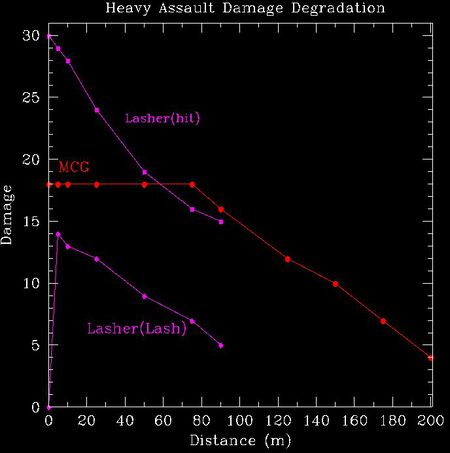 Heavy Assault Damage Degradation
30
25
20
15
10
5
0
Damage
Lasher(hit)
MCG
Lasher(Lash)
0 20 40 60 80 100 120 140 160 180 200
Distance (m)